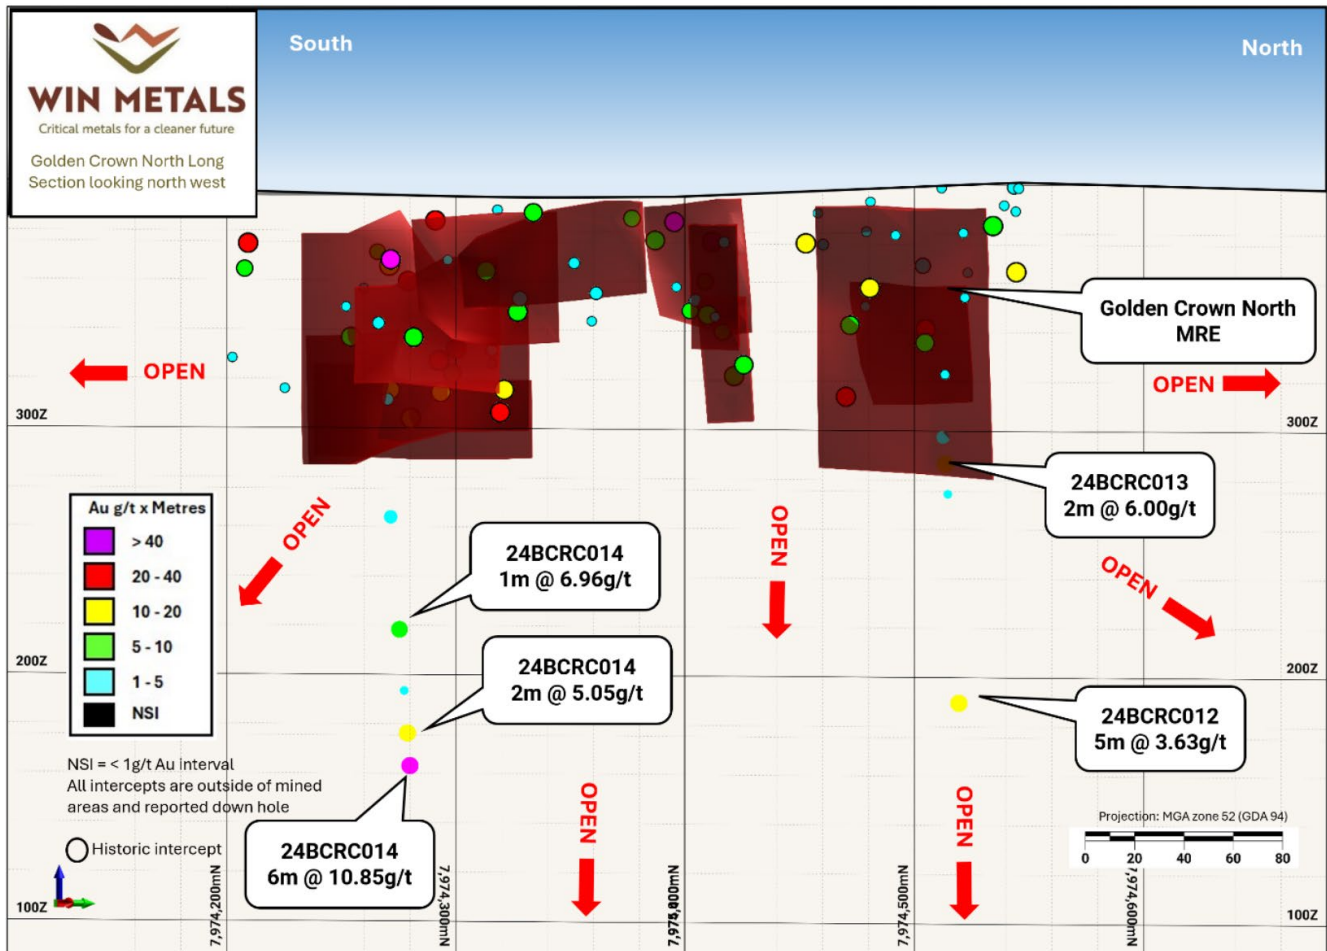 South
North
WIN METALS
Critical metals for a cleaner future
Golden Crown North Long
Section looking north west
Golden Crown North
MRE
OPEN
OPEN
300Z
300Z
24BCRC013
2m @ 6.00g/t
Au g/t x Metres
> 40
20 - 40
10 - 20
5 - 10
1 - 5
NSI
OPEN
OPEN
OPEN
24BCRC014
1m @ 6.96g/t
200Z
200Z
24BCRC014
2m @ 5.05g/t
24BCRC012
5m @ 3.63g/t
NSI = < 1g/t Au interval
All intercepts are outside of mined
areas and reported down hole
Historic intercept
24BCRC014
6m @ 10.85g/t
OPEN
OPEN
Projection: MGA zone 52 (GDA 94)
0 20 40 60 80
7,974,200mN
7,974,300mN
7,974,500mN
7,974,600mN
100Z
100Z